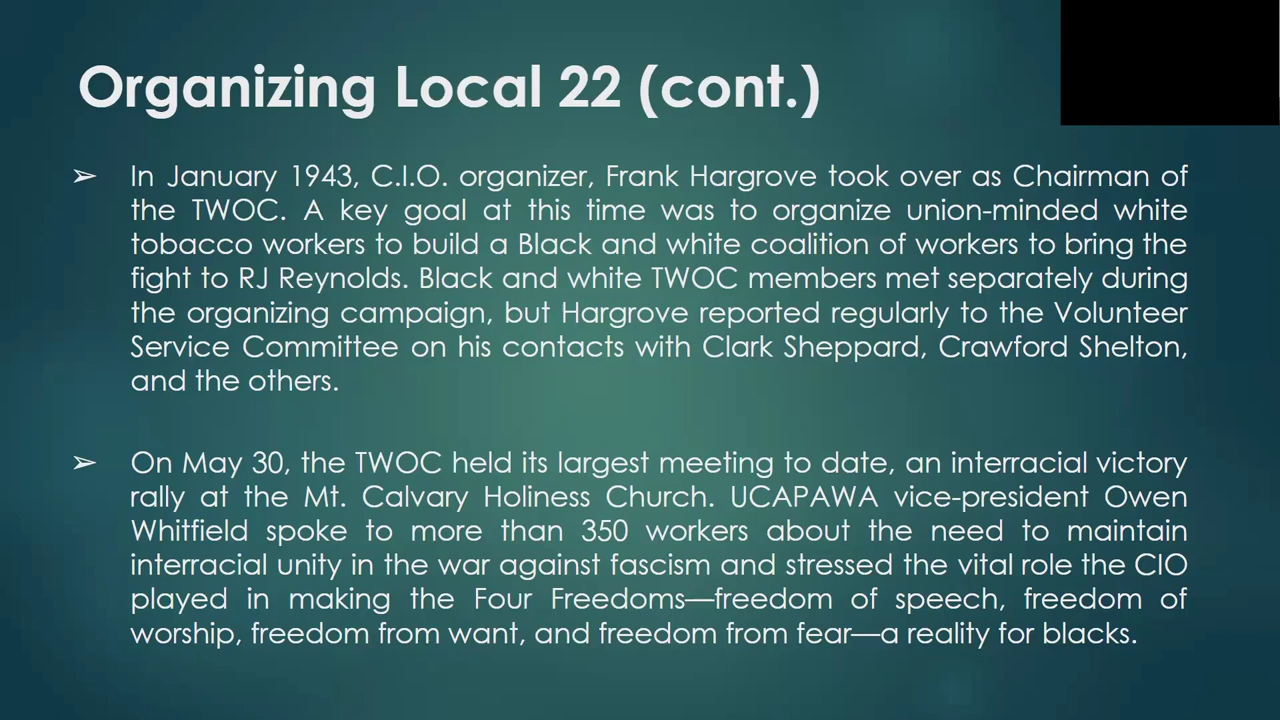 Organizing Local 22 (cont.)
➢ In January 1943, C.I.O. organizer, Frank Hargrove took over as Chairman of
the TWOC. A key goal at this time was to organize union-minded white
tobacco workers to build a Black and white coalition of workers to bring the
fight to RJ Reynolds. Black and white TWOC members met separately during
the organizing campaign, but Hargrove reported regularly to the Volunteer
Service Committee on his contacts with Clark Sheppard, Crawford Shelton,
and the others.
➢ On May 30, the TWOC held its largest meeting to date, an interracial victory
rally at the Mt. Calvary Holiness Church. UCAPAWA vice-president Owen
Whitfield spoke to more than 350 workers about the need to maintain
interracial unity in the war against fascism and stressed the vital role the CIO
played in making the Four Freedoms—freedom of speech, freedom of
worship, freedom from want, and freedom from fear—a reality for blacks.